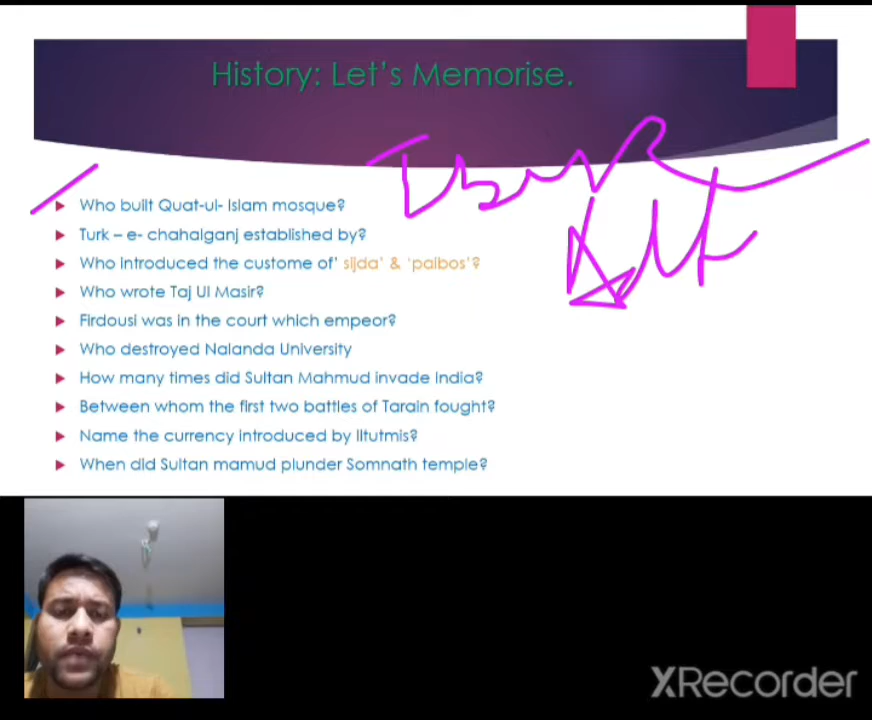 History: Let's Memorise.
Who built Quat-ul- Islam mosque?
Turk – e- chahalganj established by?
Who introduced the custome of' sijda' & 'paibos'?
Who wrote Taj Ul Masir?
Firdousi was in the court which empeor?
Who destroyed Nalanda University
How many times did Sultan Mahmud invade India?
Between whom the first two battles of Tarain fought?
Name the currency introduced by Iltutmis?
When did Sultan mamud plunder Somnath temple?
XRecorder